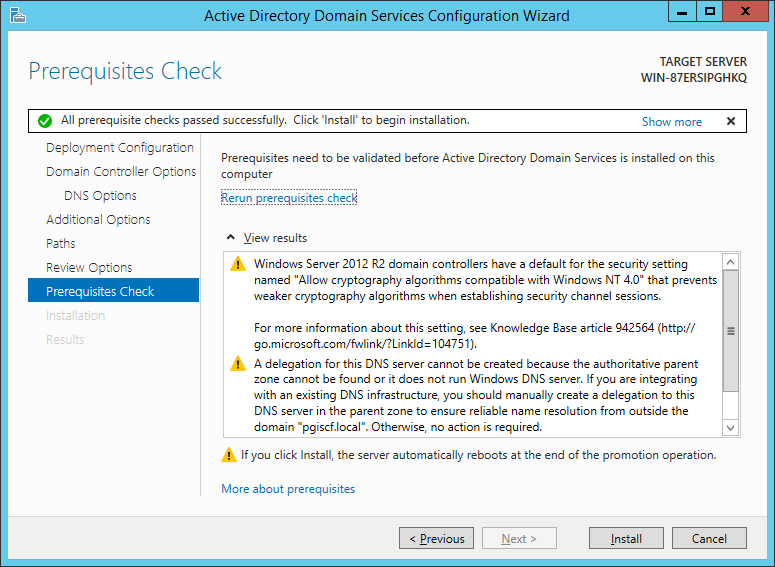 Active Directory Domain Services Configuration Wizard
Prerequisites Check
TARGET SERVER
WIN-87ERSIPGHKQ
All prerequisite checks passed successfully.  Click 'Install' to begin installation.
Show more
Deployment Configuration
Domain Controller Options
DNS Options
Additional Options
Paths
Review Options
Prerequisites Check
Installation
Results
Prerequisites need to be validated before Active Directory Domain Services is installed on this
computer
Rerun prerequisites check
View results
Windows Server 2012 R2 domain controllers have a default for the security setting
named "Allow cryptography algorithms compatible with Windows NT 4.0" that prevents
weaker cryptography algorithms when establishing security channel sessions.
For more information about this setting, see Knowledge Base article 942564 (http://
go.microsoft.com/fwlink/?LinkId=104751).
A delegation for this DNS server cannot be created because the authoritative parent
zone cannot be found or it does not run Windows DNS server. If you are integrating
with an existing DNS infrastructure, you should manually create a delegation to this
DNS server in the parent zone to ensure reliable name resolution from outside the
domain "pgiscf.local". Otherwise, no action is required.
If you click Install, the server automatically reboots at the end of the promotion operation.
More about prerequisites
< Previous
Next >
Install
Cancel